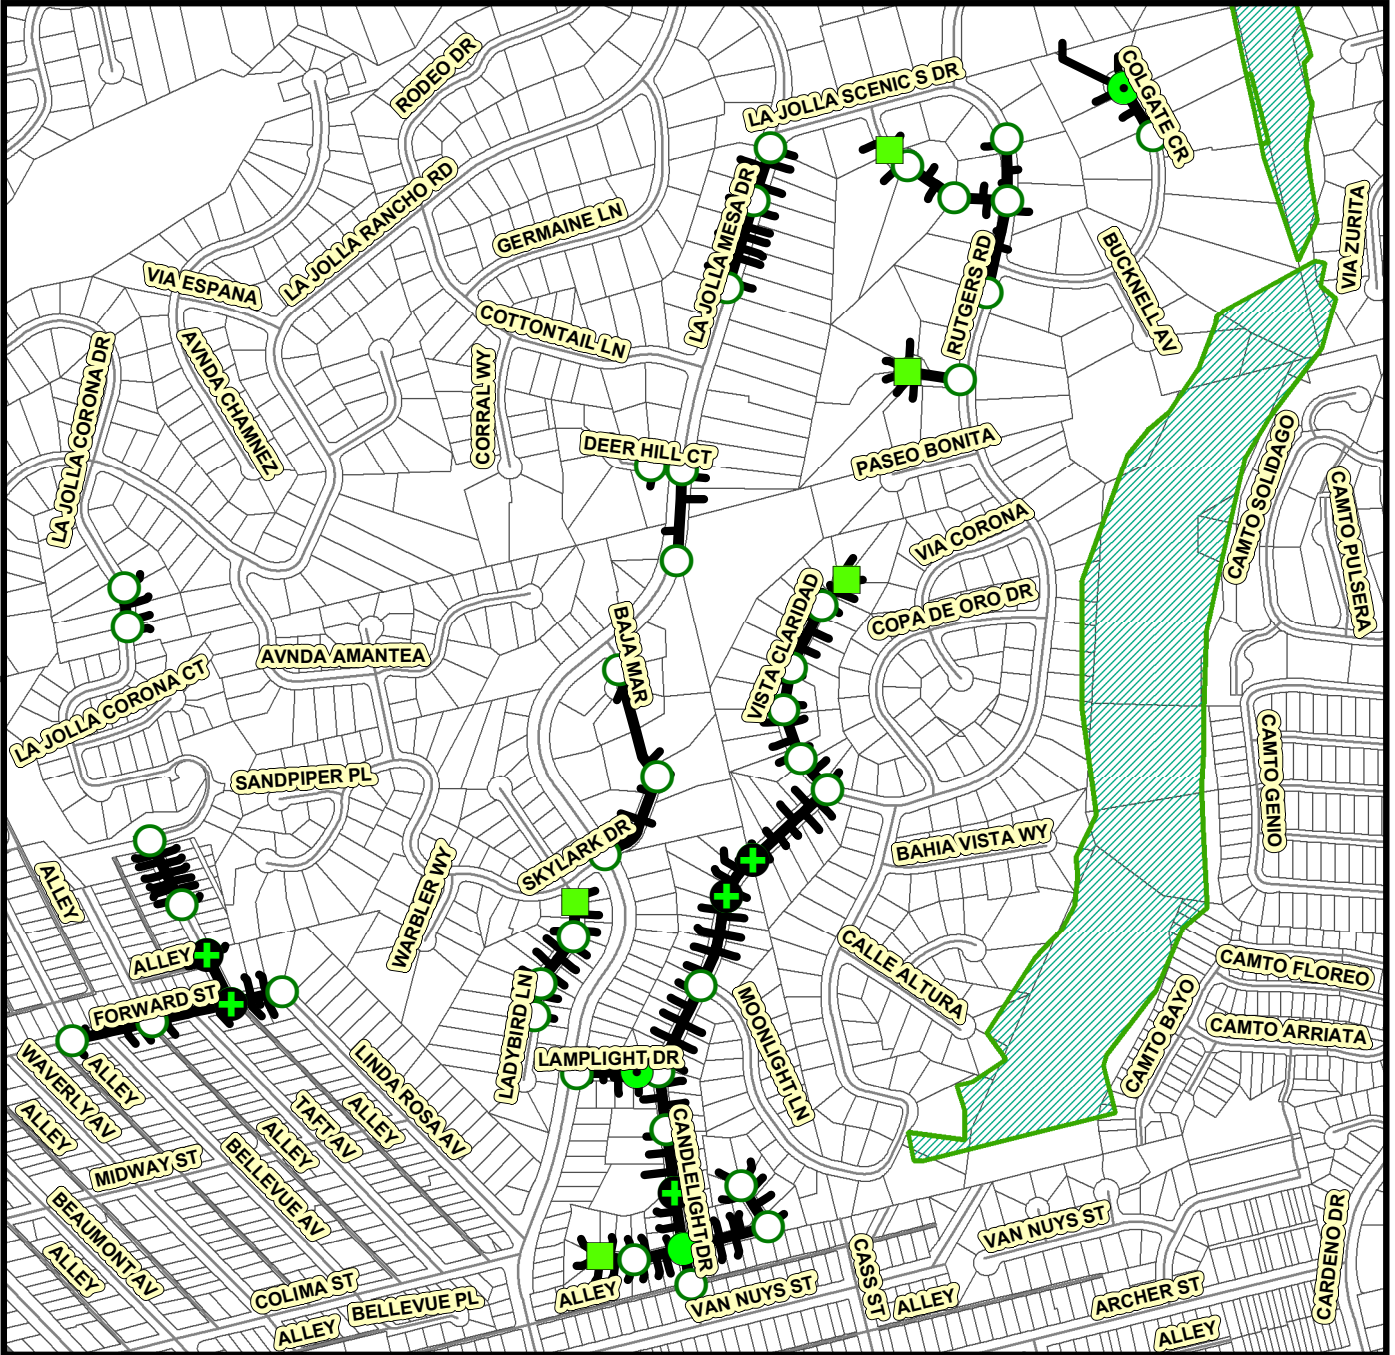 RODEO DR
LA JOLLA SCENIC S DR
COLGATE CR
LA JOLLA RANCHO RD
GERMAINE LN
LA JOLLA MESA DR
VIA ZURITA
VIA ESPANA
RUTGERS RD
BUCKNELL AV
COTTONTAIL LN
LA JOLLA CORONA DR
AVNDA CHAMNEZ
CORRAL WY
DEER HILL CT
PASEO BONITA
CAMTO SOLIDAGO
CAMTO PULSERA
VIA CORONA
COPA DE ORO DR
VISTA CLARIDAD
BAJA MAR
AVNDA AMANTEA
LA JOLLA CORONA CT
SANDPIPER PL
CAMTO GENIO
SKYLARK DR
BAHIA VISTA WY
ALLEY
WARBLER WY
ALLEY
CALLE ALTURA
CAMTO FLOREO
FORWARD ST
LADYBIRD LN
MOONLIGHT LN
CAMTO BAYO
CAMTO ARRIATA
LAMPLIGHT DR
WAVERLY AV
ALLEY
LINDA ROSA AV
ALLEY
TAFT AV
ALLEY
ALLEY
MIDWAY ST
BELLEVUE AV
CANDLELIGHT DR
BEAUMONT AV
ALLEY
VAN NUYS ST
CARDENO DR
CASS ST
COLIMA ST
BELLEVUE PL
ALLEY
VAN NUYS ST
ALLEY
ARCHER ST
ALLEY
ALLEY